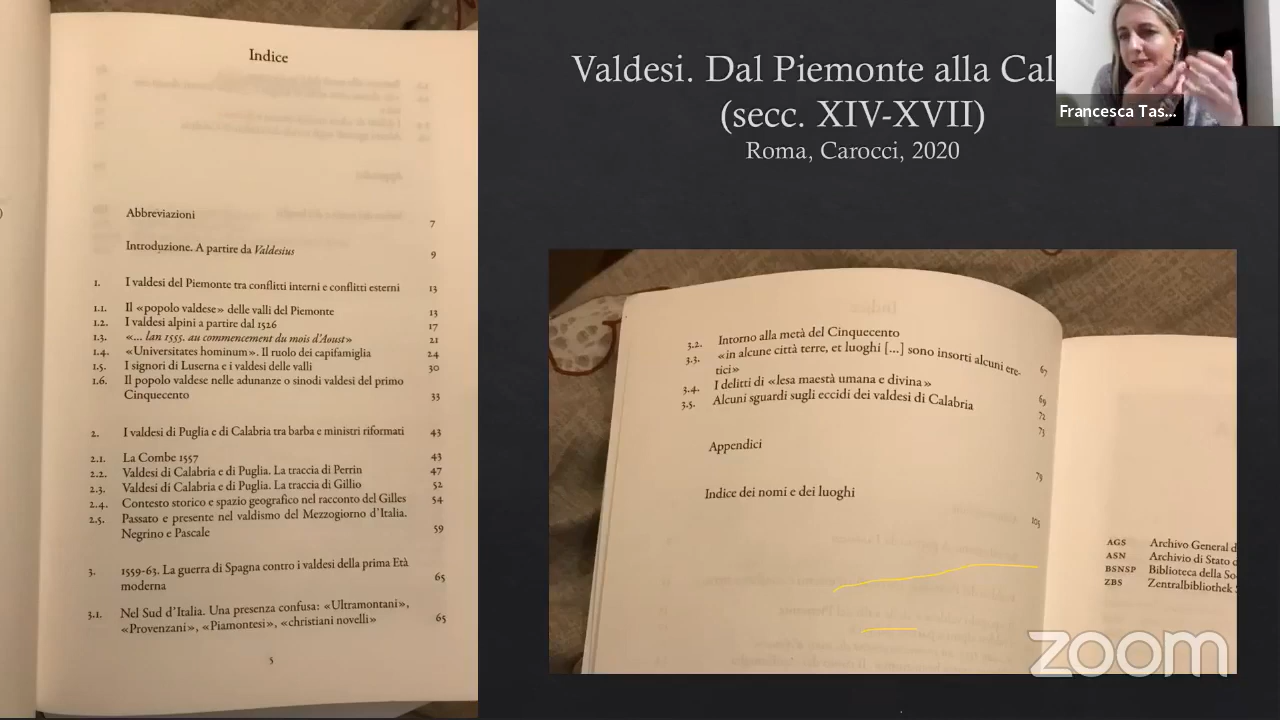 Indice
Abbreviazioni 7
Introduzione. A partire da Valdesius 9
1. I valdesi del Piemonte tra conflitti interni e conflitti esterni 13
1.1. Il «popolo valdese» delle valli del Piemonte 13
1.2. I valdesi alpini a partire dal 1526 17
1.3. «... lan 1555. au commencement du mois d'Aoust» 21
1.4. «Universitates hominum». Il ruolo dei capifamiglia 24
1.5. I signori di Luserna e i valdesi delle valli 30
1.6. Il popolo valdese nelle adunanze o sinodi valdesi del primo
Cinquecento 33
2. I valdesi di Puglia e di Calabria tra barba e ministri riformati 43
2.1. La Combe 1557 43
2.2. Valdesi di Calabria e di Puglia. La traccia di Perrin 47
2.3. Valdesi di Calabria e di Puglia. La traccia di Gillio 52
2.4. Contesto storico e spazio geografico nel racconto del Gilles 54
2.5. Passato e presente nel valdismo del Mezzogiorno d'Italia.
Negrino e Pascale 59
3. 1559-63. La guerra di Spagna contro i valdesi della prima Età
moderna 65
3.1. Nel Sud d'Italia. Una presenza confusa: «Ultramontani»,
«Provenzani», «Piamontesi», «christiani novelli» 65
5
Valdesi. Dal Piemonte alla Cal
(secc. XIV-XVII)
Roma, Carocci, 2020
Francesca Tas...
3.2. Intorno alla metà del Cinquecento 67
3.3. «in alcune città terre, et luoghi [...] sono insorti alcuni ere-
tici» 69
3.4. I delitti di «lesa maestà umana e divina» 72
3.5. Alcuni sguardi sugli eccidi dei valdesi di Calabria 73
Appendici 79
Indice dei nomi e dei luoghi 103
AGS Archivo General d
ASN Archivio di Stato d
BSNSP Biblioteca della So
ZBS Zentralbibliothek
zoom